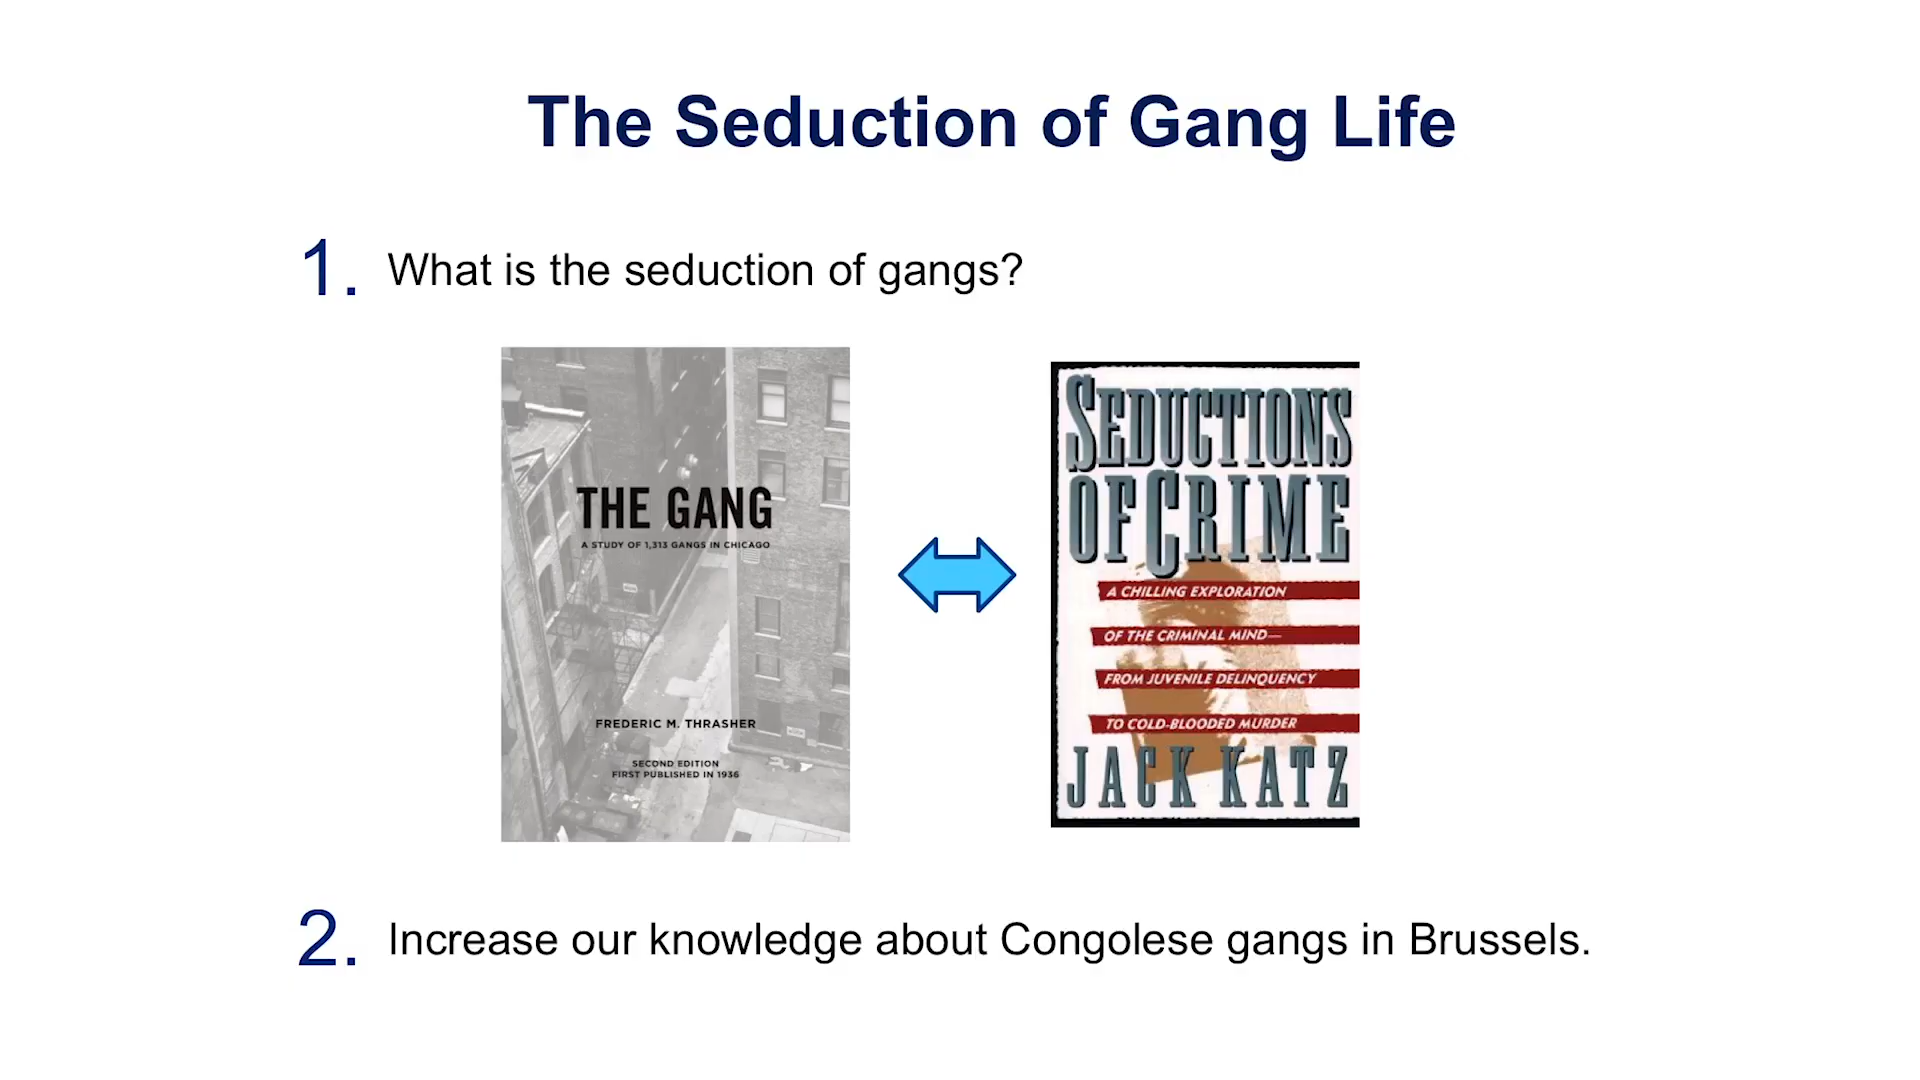 The Seduction of Gang Life
1. What is the seduction of gangs?
THE GANG
A STUDY OF 1,313 GANGS IN CHICAGO
FREDERIC M. THRASHER
SECOND EDITION
FIRST PUBLISHED IN 1936
SEDUCTIONS
OF CRIME
A CHILLING EXPLORATION
OF THE CRIMINAL MIND—
FROM JUVENILE DELINQUENCY
TO COLD-BLOODED MURDER
JACK KATZ
2. Increase our knowledge about Congolese gangs in Brussels.